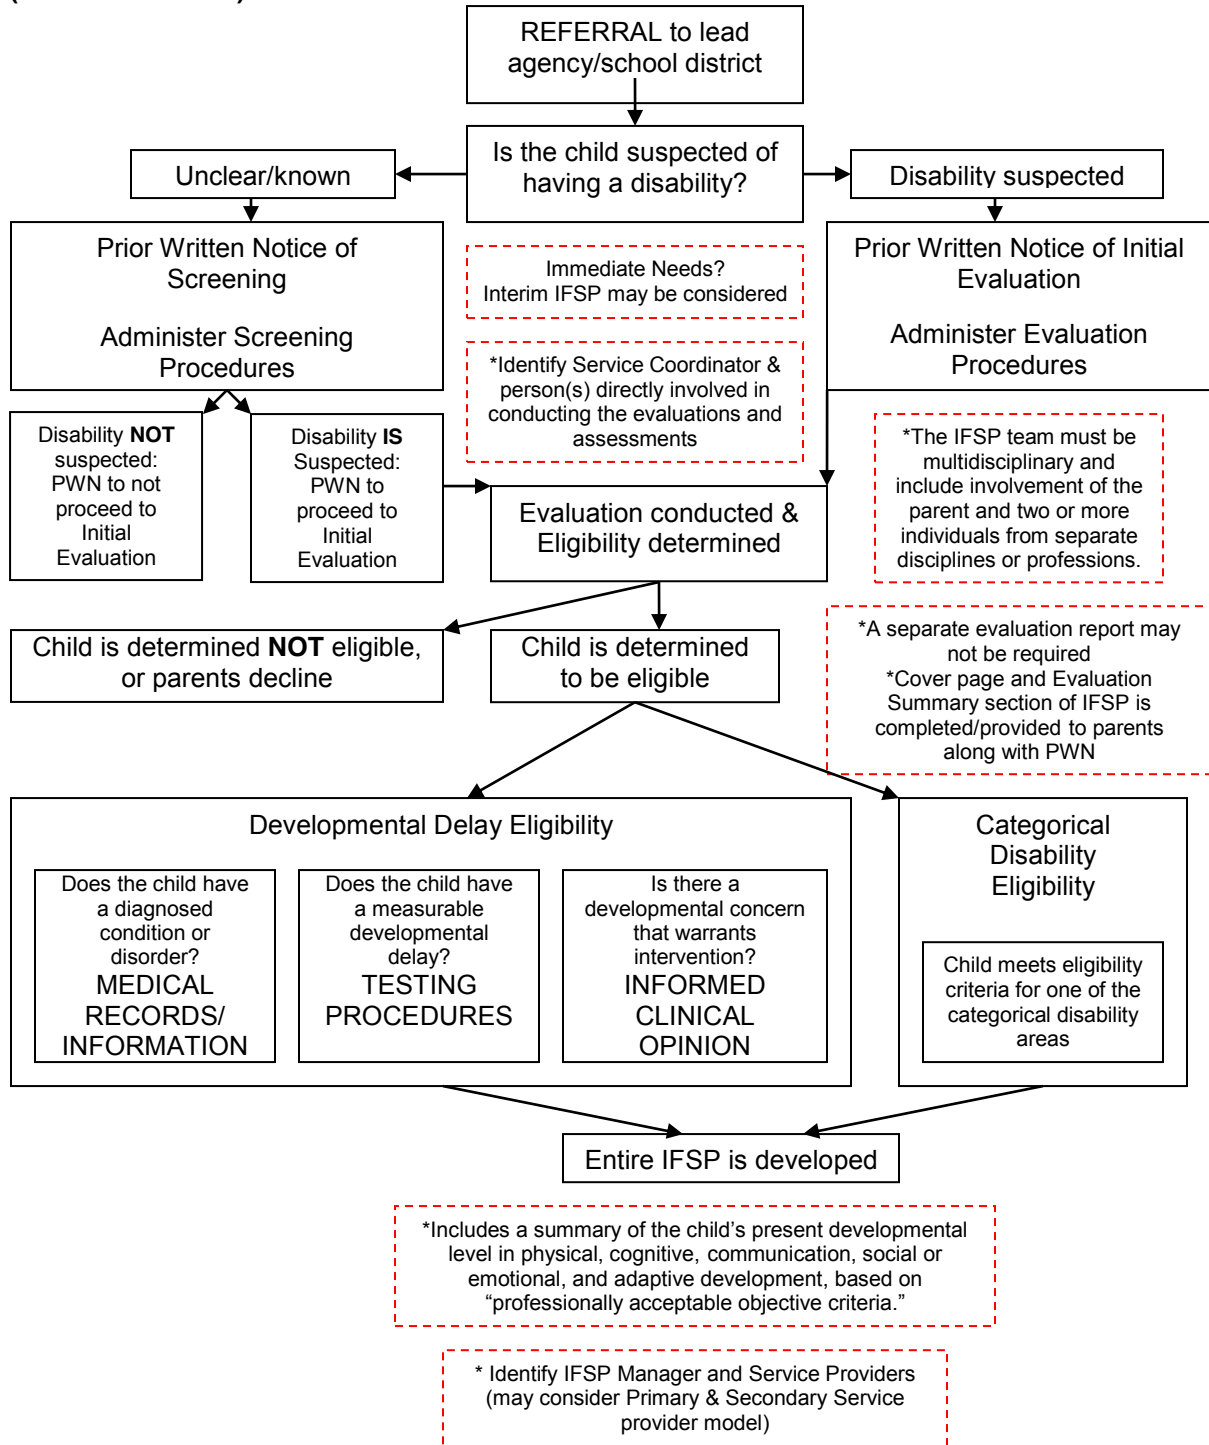 REFERRAL to lead
agency/school district
Is the child suspected of
having a disability?
Unclear/known
Disability suspected
Prior Written Notice of
Screening
Administer Screening
Procedures
Immediate Needs?
Interim IFSP may be considered
Prior Written Notice of Initial
Evaluation
Administer Evaluation
Procedures
*Identify Service Coordinator &
person(s) directly involved in
conducting the evaluations and
assessments
Disability NOT
suspected:
PWN to not
proceed to
Initial
Evaluation
Disability IS
Suspected:
PWN to
proceed to
Initial
Evaluation
Evaluation conducted &
Eligibility determined
*The IFSP team must be
multidisciplinary and
include involvement of the
parent and two or more
individuals from separate
disciplines or professions.
Child is determined NOT eligible,
or parents decline
Child is determined
to be eligible
*A separate evaluation report may
not be required
*Cover page and Evaluation
Summary section of IFSP is
completed/provided to parents
along with PWN
Developmental Delay Eligibility
Does the child have
a diagnosed
condition or
disorder?
MEDICAL
RECORDS/
INFORMATION
Does the child have
a measurable
developmental
delay?
TESTING
PROCEDURES
Is there a
developmental concern
that warrants
intervention?
INFORMED
CLINICAL
OPINION
Categorical
Disability
Eligibility
Child meets eligibility
criteria for one of the
categorical disability
areas
Entire IFSP is developed
*Includes a summary of the child's present developmental
level in physical, cognitive, communication, social or
emotional, and adaptive development, based on
“professionally acceptable objective criteria.”
* Identify IFSP Manager and Service Providers
(may consider Primary & Secondary Service
provider model)